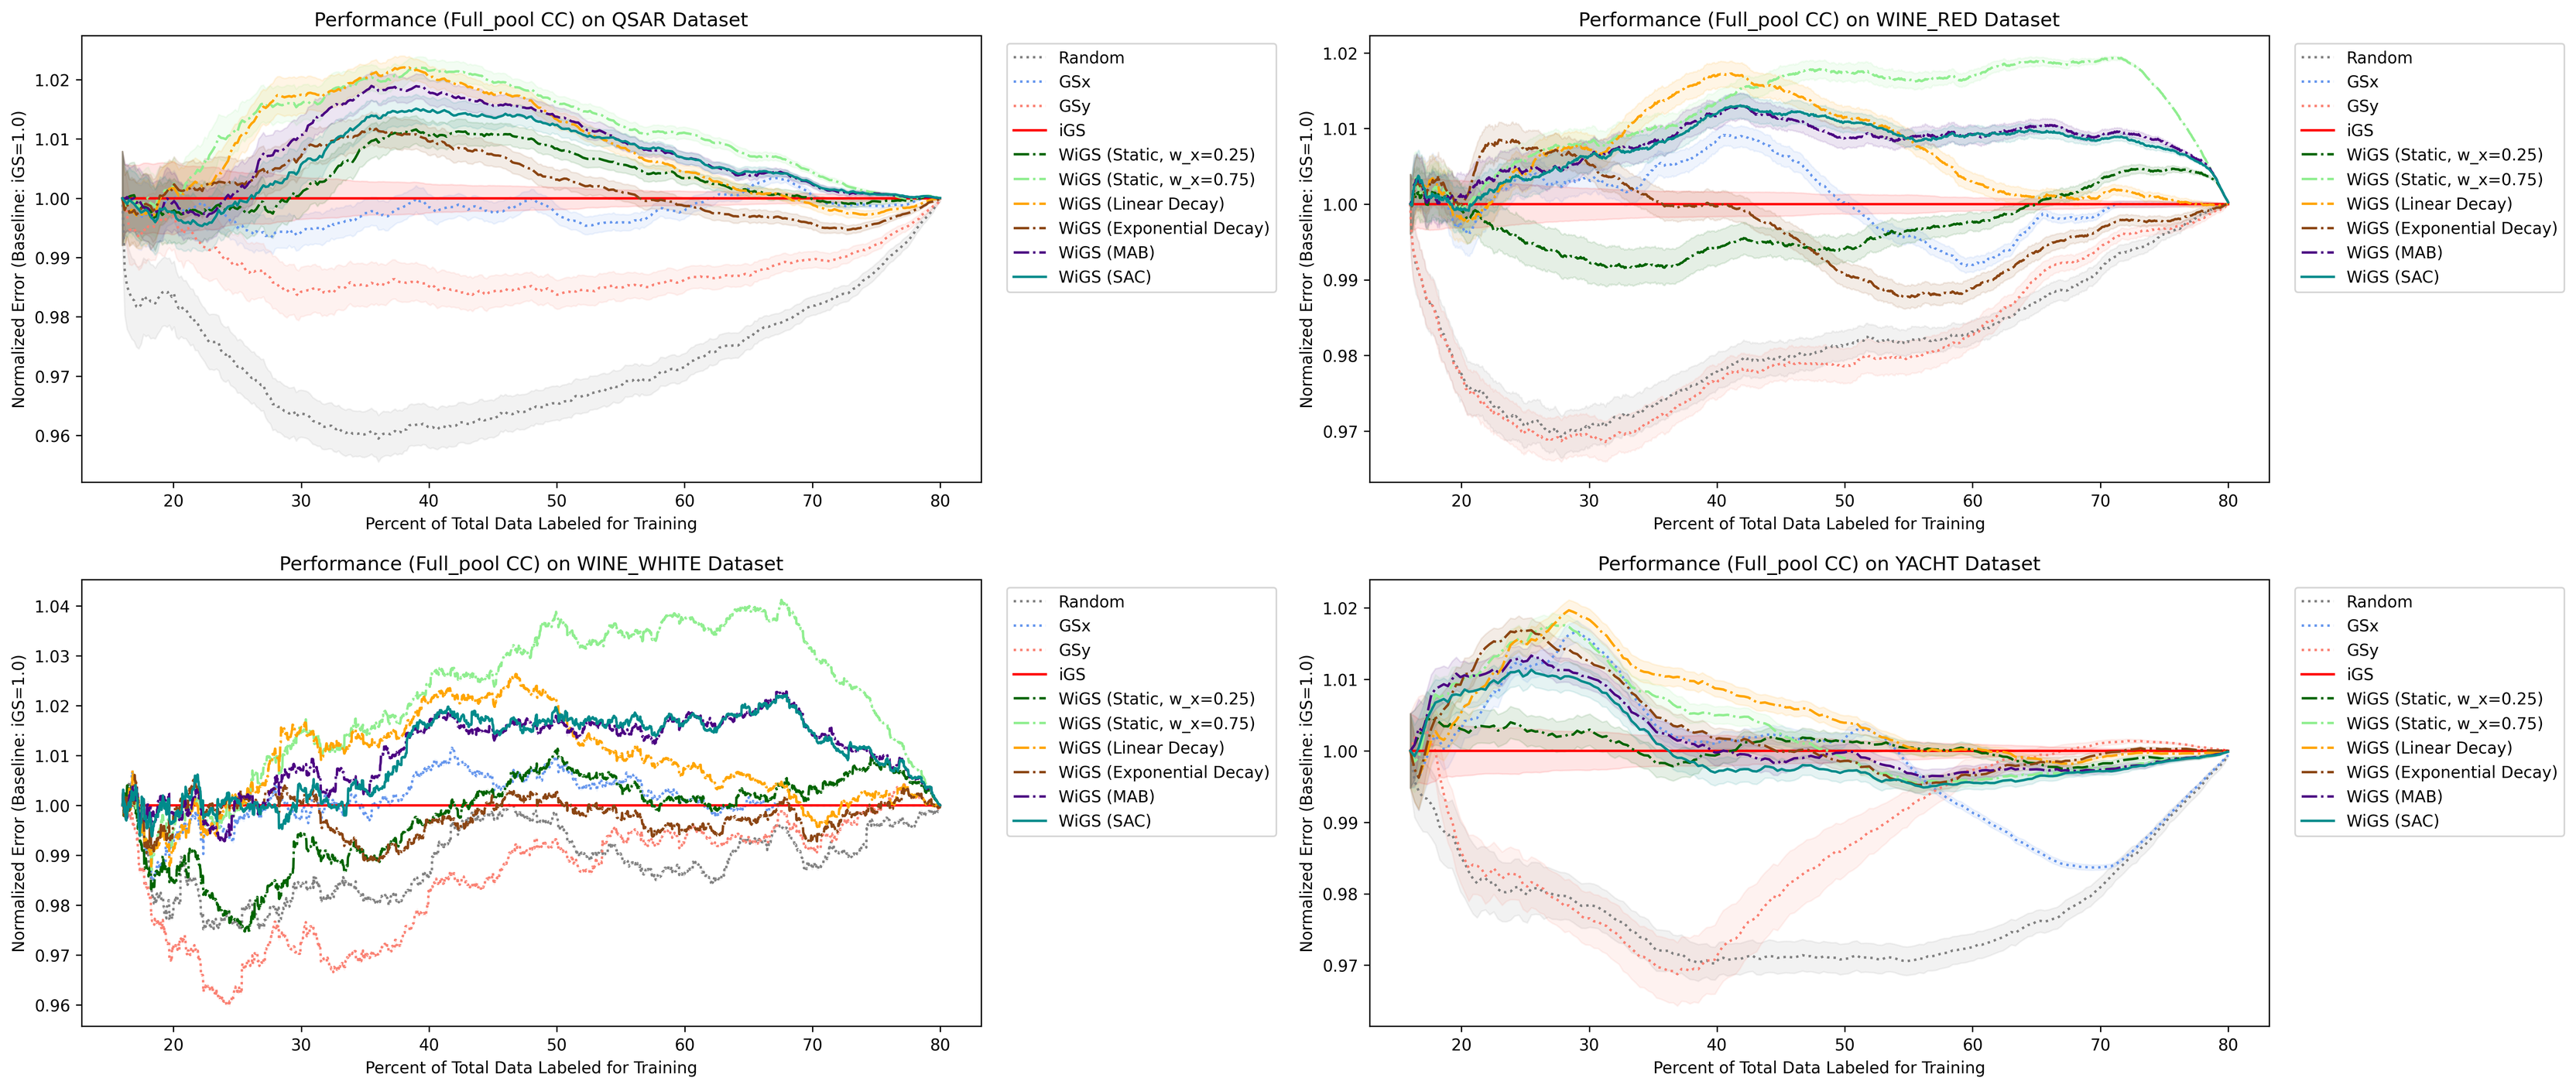 Performance (Full_pool CC) on QSAR Dataset
Normalized Error (Baseline: iGS=1.0)
1.02
1.01
1.00
0.99
0.98
0.97
0.96
20 30 40 50 60 70 80
Percent of Total Data Labeled for Training
Random
GSx
GSy
iGS
WiGS (Static, w_x=0.25)
WiGS (Static, w_x=0.75)
WiGS (Linear Decay)
WiGS (Exponential Decay)
WiGS (MAB)
WiGS (SAC)
Performance (Full_pool CC) on WINE_RED Dataset
Normalized Error (Baseline: iGS=1.0)
1.02
1.01
1.00
0.99
0.98
0.97
20 30 40 50 60 70 80
Percent of Total Data Labeled for Training
Random
GSx
GSy
iGS
WiGS (Static, w_x=0.25)
WiGS (Static, w_x=0.75)
WiGS (Linear Decay)
WiGS (Exponential Decay)
WiGS (MAB)
WiGS (SAC)
Performance (Full_pool CC) on WINE_WHITE Dataset
Normalized Error (Baseline: iGS=1.0)
1.04
1.03
1.02
1.01
1.00
0.99
0.98
0.97
0.96
20 30 40 50 60 70 80
Percent of Total Data Labeled for Training
Random
GSx
GSy
iGS
WiGS (Static, w_x=0.25)
WiGS (Static, w_x=0.75)
WiGS (Linear Decay)
WiGS (Exponential Decay)
WiGS (MAB)
WiGS (SAC)
Performance (Full_pool CC) on YACHT Dataset
Normalized Error (Baseline: iGS=1.0)
1.02
1.01
1.00
0.99
0.98
0.97
20 30 40 50 60 70 80
Percent of Total Data Labeled for Training
Random
GSx
GSy
iGS
WiGS (Static, w_x=0.25)
WiGS (Static, w_x=0.75)
WiGS (Linear Decay)
WiGS (Exponential Decay)
WiGS (MAB)
WiGS (SAC)